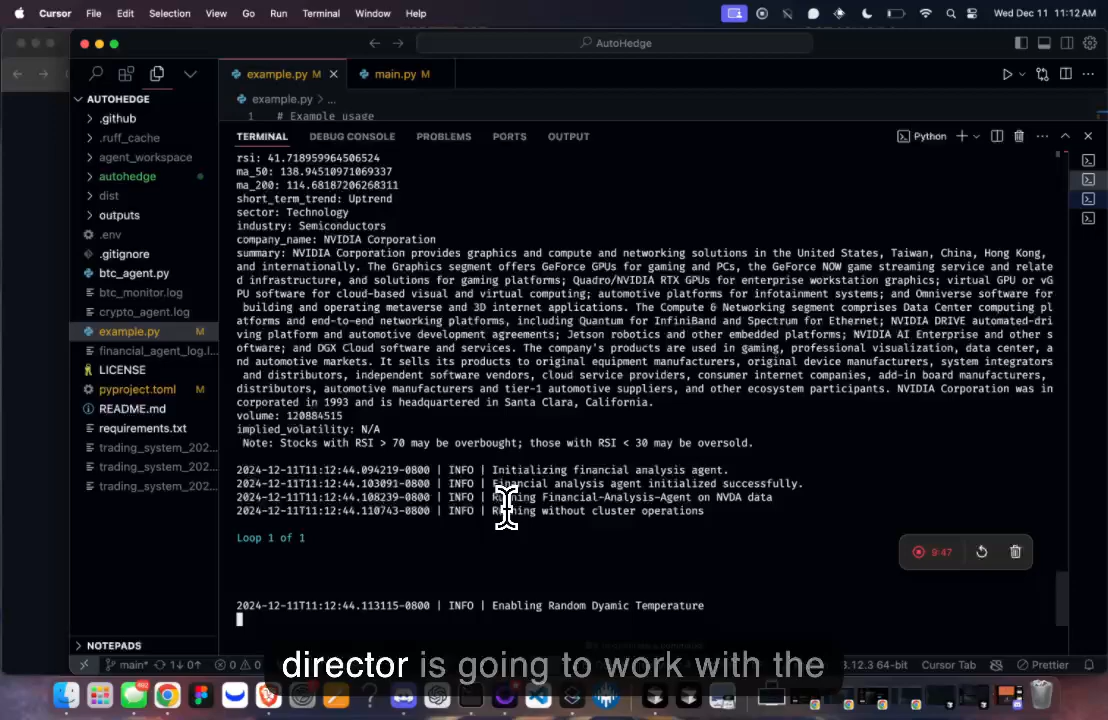 Cursor File Edit Selection View Go Run Terminal Window Help Wed Dec 11 11:12 AM
AutoHedge
example.py M main.py M
AUTOHEDGE
example.py > ...
1 # Example usage
.github
.ruff_cache
agent_workspace
autohedge
dist
outputs
.env
.gitignore
btc_agent.py
btc_monitor.log
crypto_agent.log
example.py M
financial_agent_log.l...
LICENSE
pyproject.toml M
README.md
requirements.txt
trading_system_202...
trading_system_202...
trading_system_202...
NOTEPADS
TERMINAL DEBUG CONSOLE PROBLEMS PORTS OUTPUT Python
rsi: 41.718959964506524
ma_50: 138.94510971069337
ma_200: 114.68187206268311
short_term_trend: Uptrend
sector: Technology
industry: Semiconductors
company_name: NVIDIA Corporation
summary: NVIDIA Corporation provides graphics and compute and networking solutions in the United States, Taiwan, China, Hong Kong,
and internationally. The Graphics segment offers GeForce GPUs for gaming and PCs, the GeForce NOW game streaming service and relate
d infrastructure, and solutions for gaming platforms; Quadro/NVIDIA RTX GPUs for enterprise workstation graphics; virtual GPU or vG
PU software for cloud-based visual and virtual computing; automotive platforms for infotainment systems; and Omniverse software for
building and operating metaverse and 3D internet applications. The Compute & Networking segment comprises Data Center computing pl
atforms and end-to-end networking platforms, including Quantum for InfiniBand and Spectrum for Ethernet; NVIDIA DRIVE automated-dri
ving platform and automotive development agreements; Jetson robotics and other embedded platforms; NVIDIA AI Enterprise and other s
oftware; and DGX Cloud software and services. The company's products are used in gaming, professional visualization, data center, a
nd automotive markets. It sells its products to original equipment manufacturers, original device manufacturers, system integrators
and distributors, independent software vendors, cloud service providers, consumer internet companies, add-in board manufacturers,
distributors, automotive manufacturers and tier-1 automotive suppliers, and other ecosystem participants. NVIDIA Corporation was in
corporated in 1993 and is headquartered in Santa Clara, California.
volume: 120884515
implied_volatility: N/A
Note: Stocks with RSI > 70 may be overbought; those with RSI < 30 may be oversold.
2024-12-11T11:12:44.094219-0800 | INFO | Initializing financial analysis agent.
2024-12-11T11:12:44.103091-0800 | INFO | Financial analysis agent initialized successfully.
2024-12-11T11:12:44.108239-0800 | INFO | Running Financial-Analysis-Agent on NVDA data
2024-12-11T11:12:44.110743-0800 | INFO | Running without cluster operations
Loop 1 of 1
9:47
2024-12-11T11:12:44.113115-0800 | INFO | Enabling Random Dyamic Temperature
main* 1↓ 0↑ 0 0 3.12.3 64-bit Cursor Tab Prettier
director is going to work with the